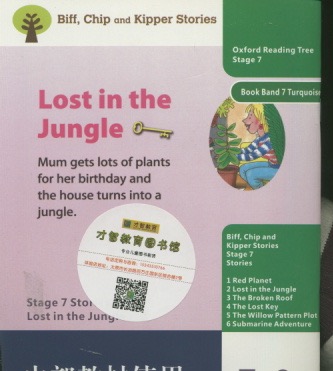 Biff, Chip and Kipper Stories
Oxford Reading Tree
Stage 7
Book Band 7 Turquois
Lost in the
Jungle
Mum gets lots of plants
for her birthday and
the house turns into a
jungle.
才智教育图书馆
Biff, Chip and
Kipper Stories
Stage 7
Stories
1 Red Planet
2 Lost in the Jungle
3 The Broken Roof
4 The Lost Key
5 The Willow Pattern Plot
6 Submarine Adventure
Stage 7 Stor
Lost in the Jung